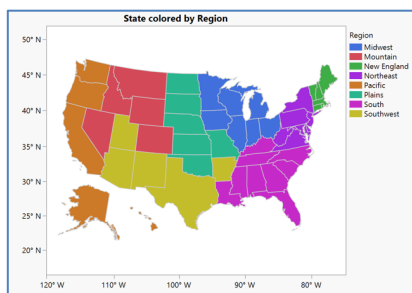 State colored by Region
50° N
45° N
40° N
35° N
30° N
25° N
20° N
120° W
110° W
100° W
90° W
80° W
Region
Midwest
Mountain
New England
Northeast
Pacific
Plains
South
Southwest